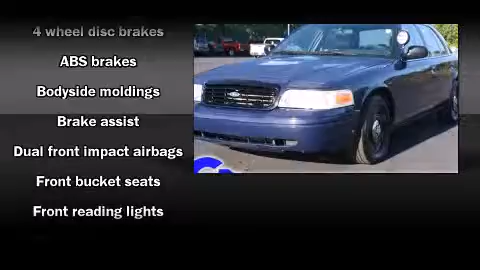 4 wheel disc brakes
ABS brakes
Bodyside moldings
Brake assist
Dual front impact airbags
Front bucket seats
Front reading lights